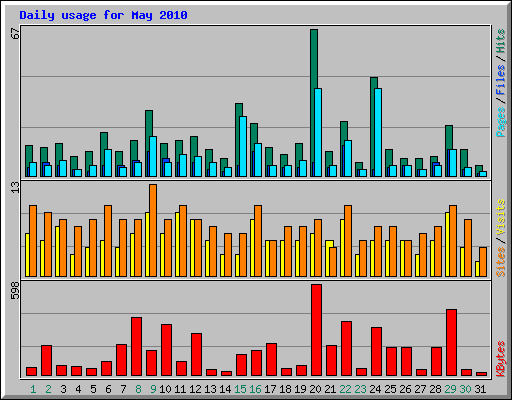 Daily usage for May 2010
67
Pages / Files / Hits
13
Sites / Visits
598
KBytes
1 2 3 4 5 6 7 8 9 10 11 12 13 14 15 16 17 18 19 20 21 22 23 24 25 26 27 28 29 30 31